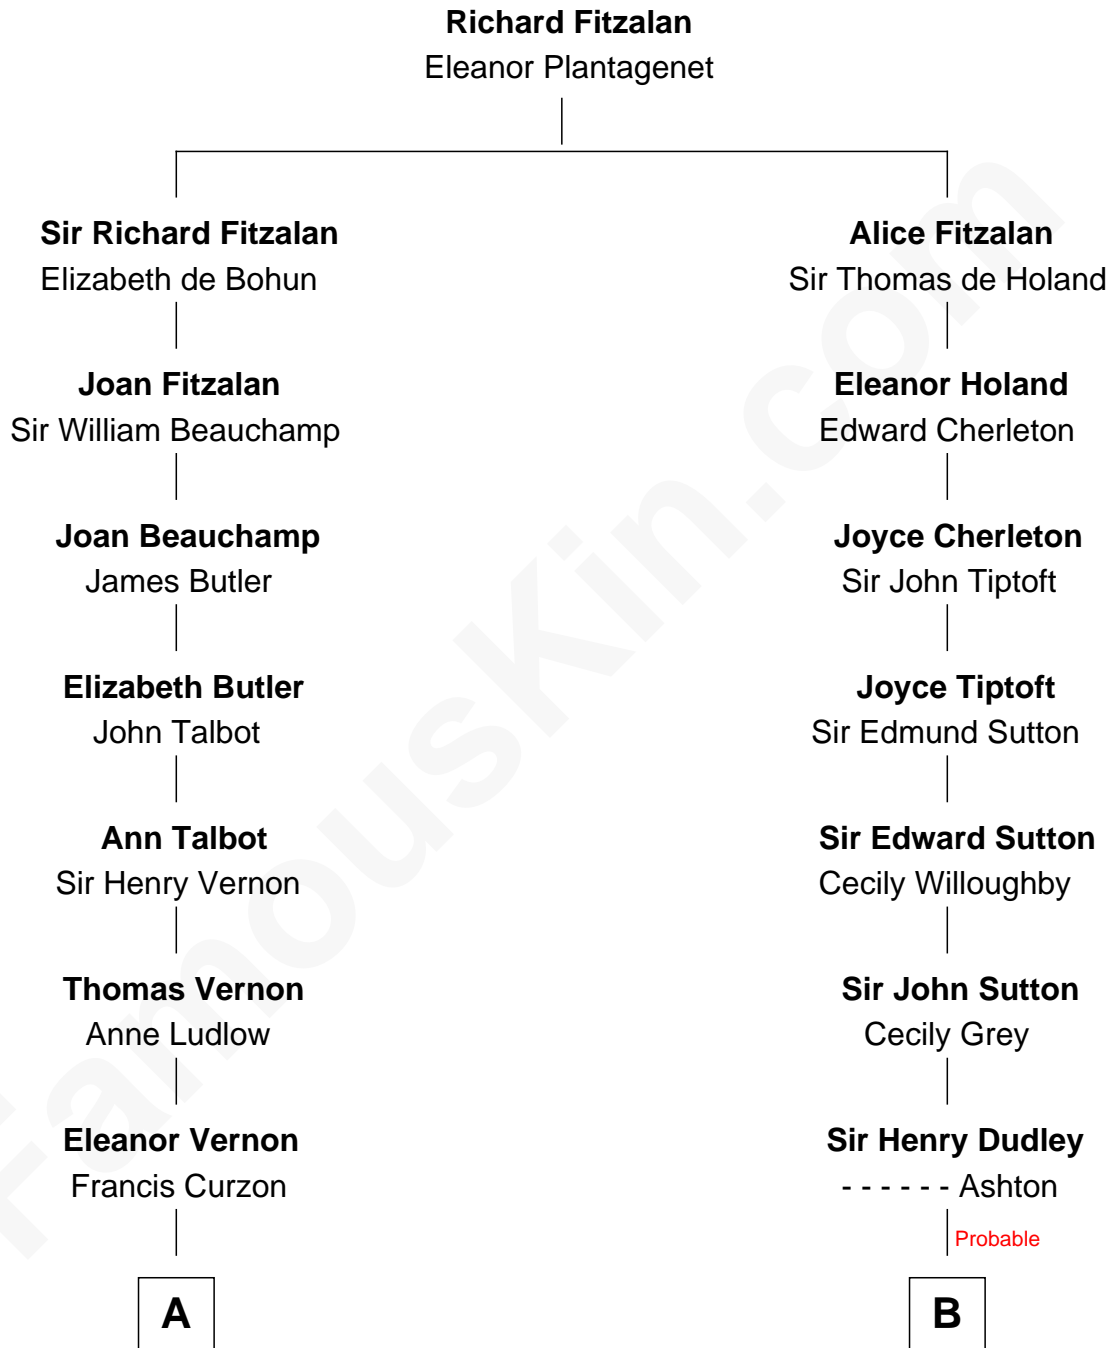 Richard Fitzalan
Eleanor Plantagenet
Sir Richard Fitzalan
Elizabeth de Bohun
Alice Fitzalan
Sir Thomas de Holand
Joan Fitzalan
Sir William Beauchamp
Eleanor Holand
Edward Cherleton
Joan Beauchamp
James Butler
Joyce Cherleton
Sir John Tiptoft
Elizabeth Butler
John Talbot
Joyce Tiptoft
Sir Edmund Sutton
Ann Talbot
Sir Henry Vernon
Sir Edward Sutton
Cecily Willoughby
Thomas Vernon
Anne Ludlow
Sir John Sutton
Cecily Grey
Eleanor Vernon
Francis Curzon
Sir Henry Dudley
- - - - - - Ashton
Probable
A
B
FamousKin.com